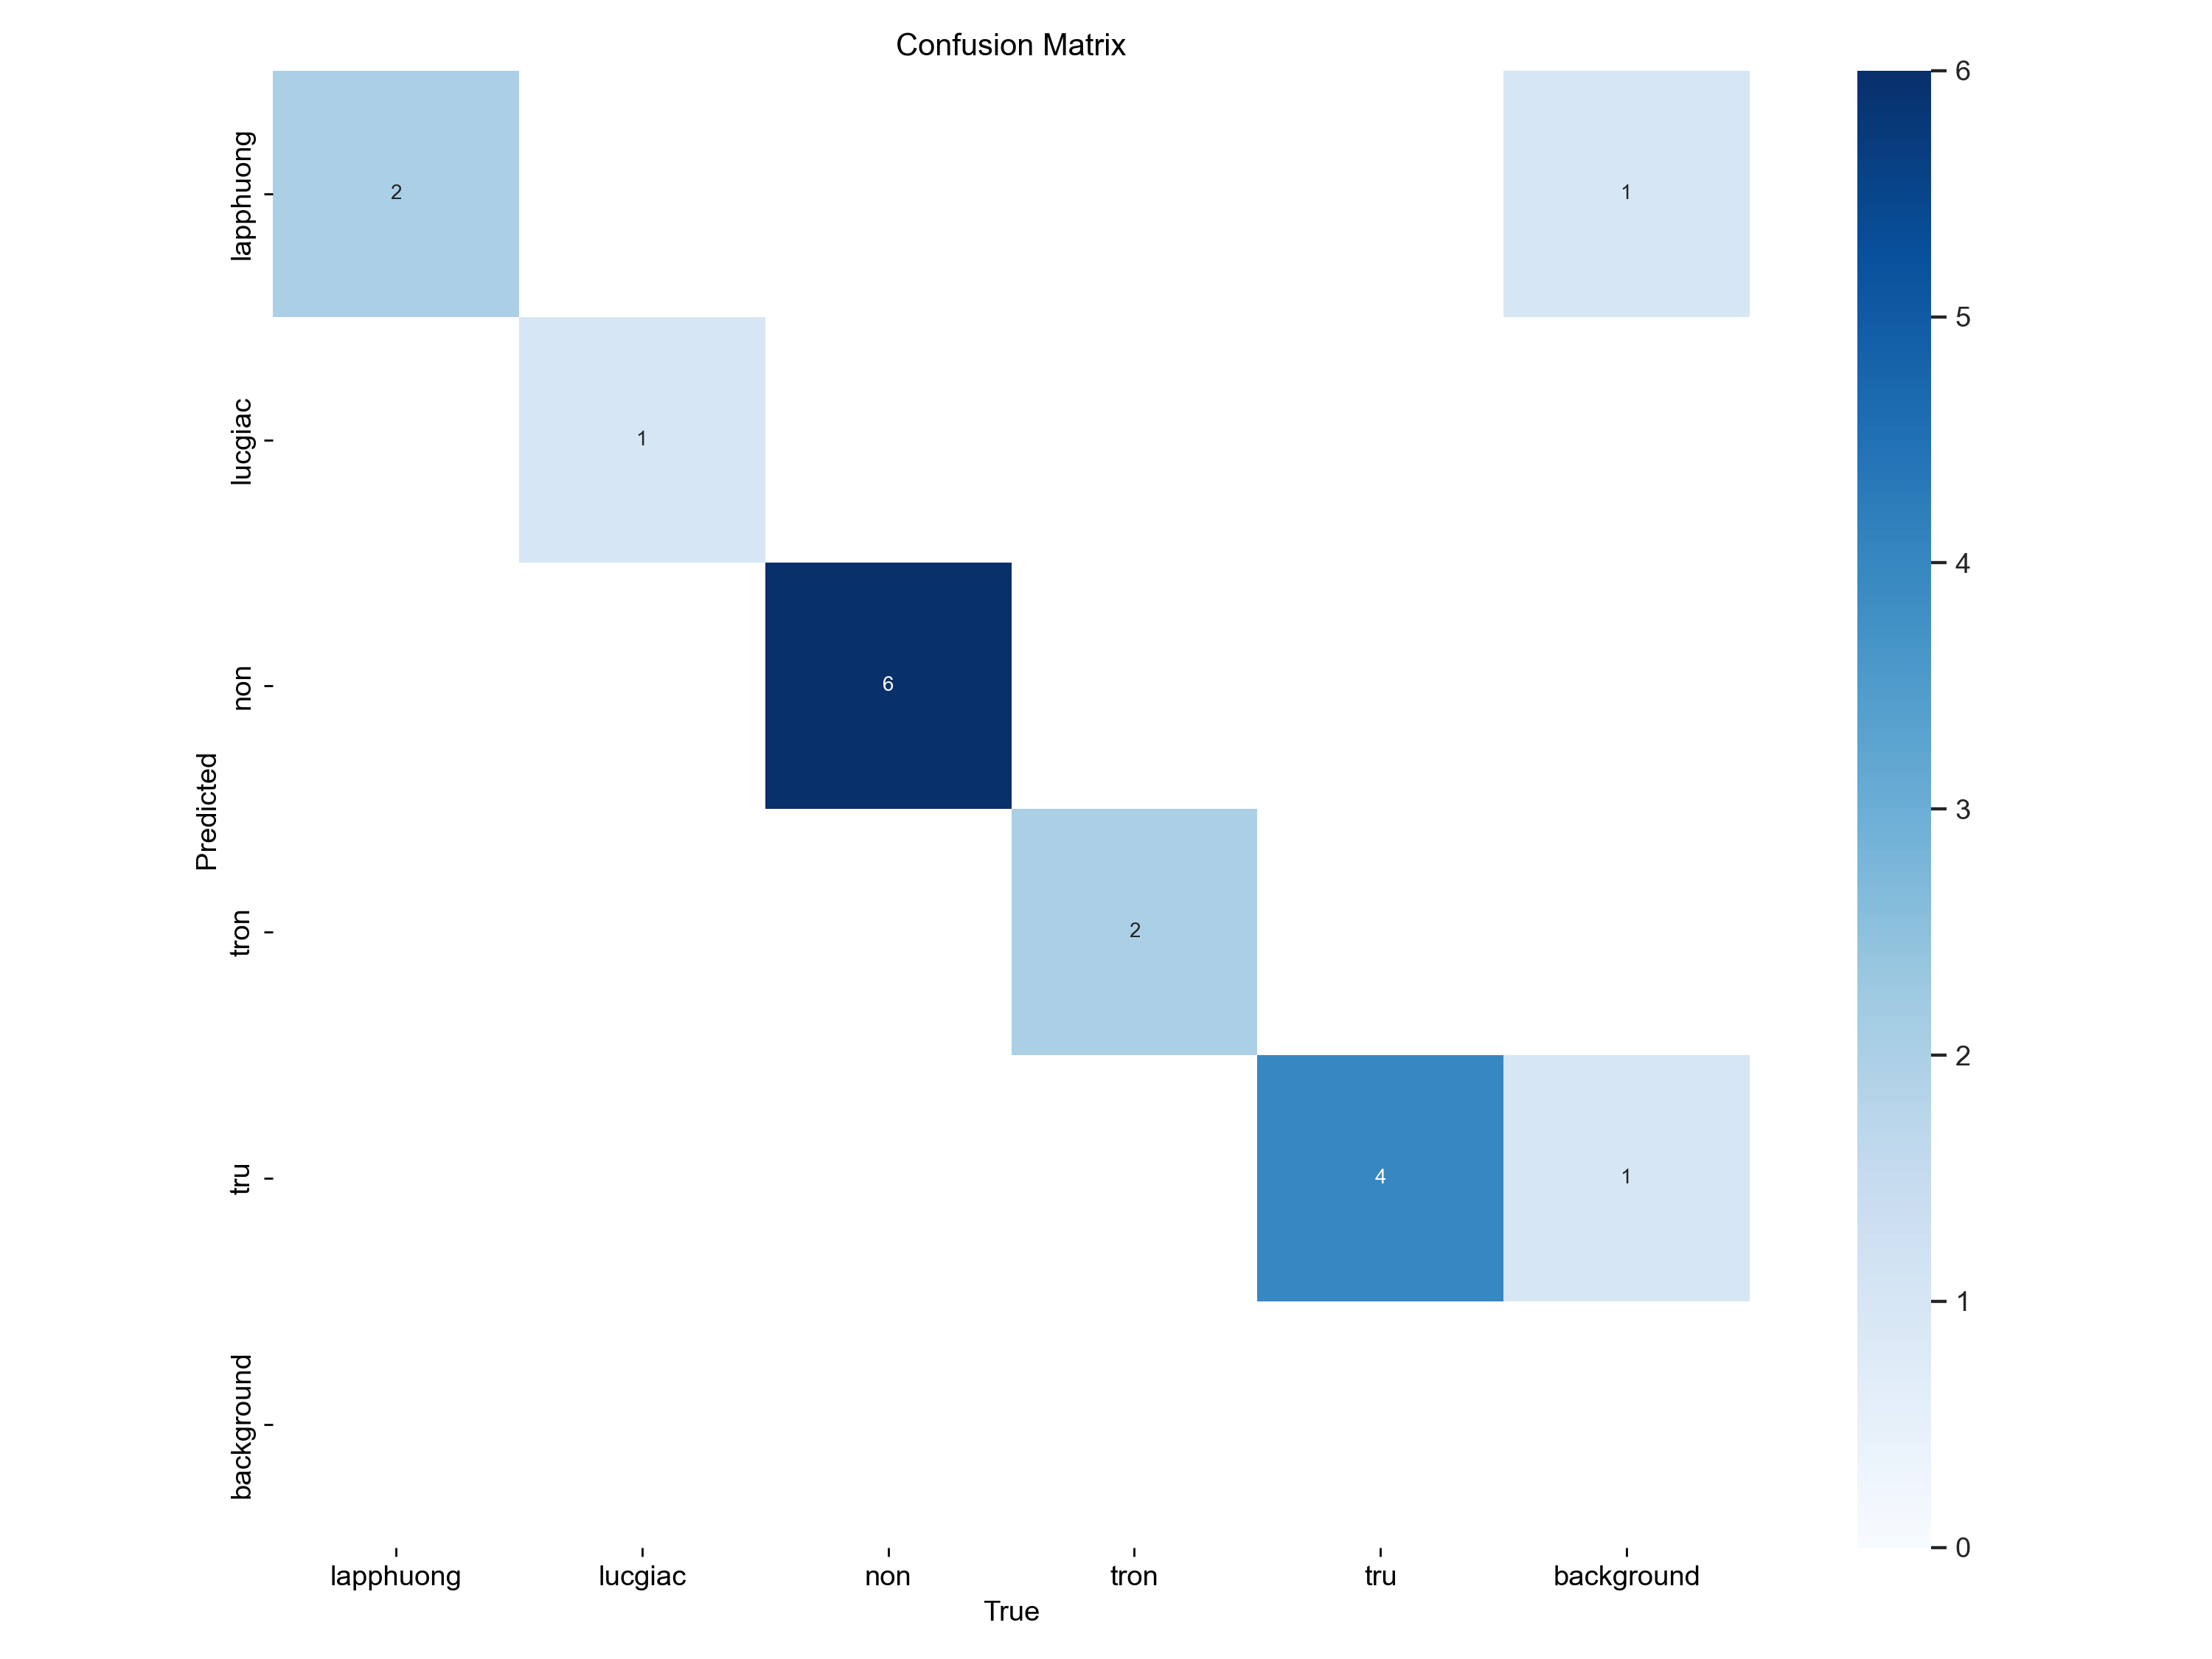 Confusion Matrix
lapphuong
lucgiac
non
tron
tru
background
Predicted
2
1
1
6
2
4
1
6
5
4
3
2
1
0
lapphuong lucgiac non tron tru background
True